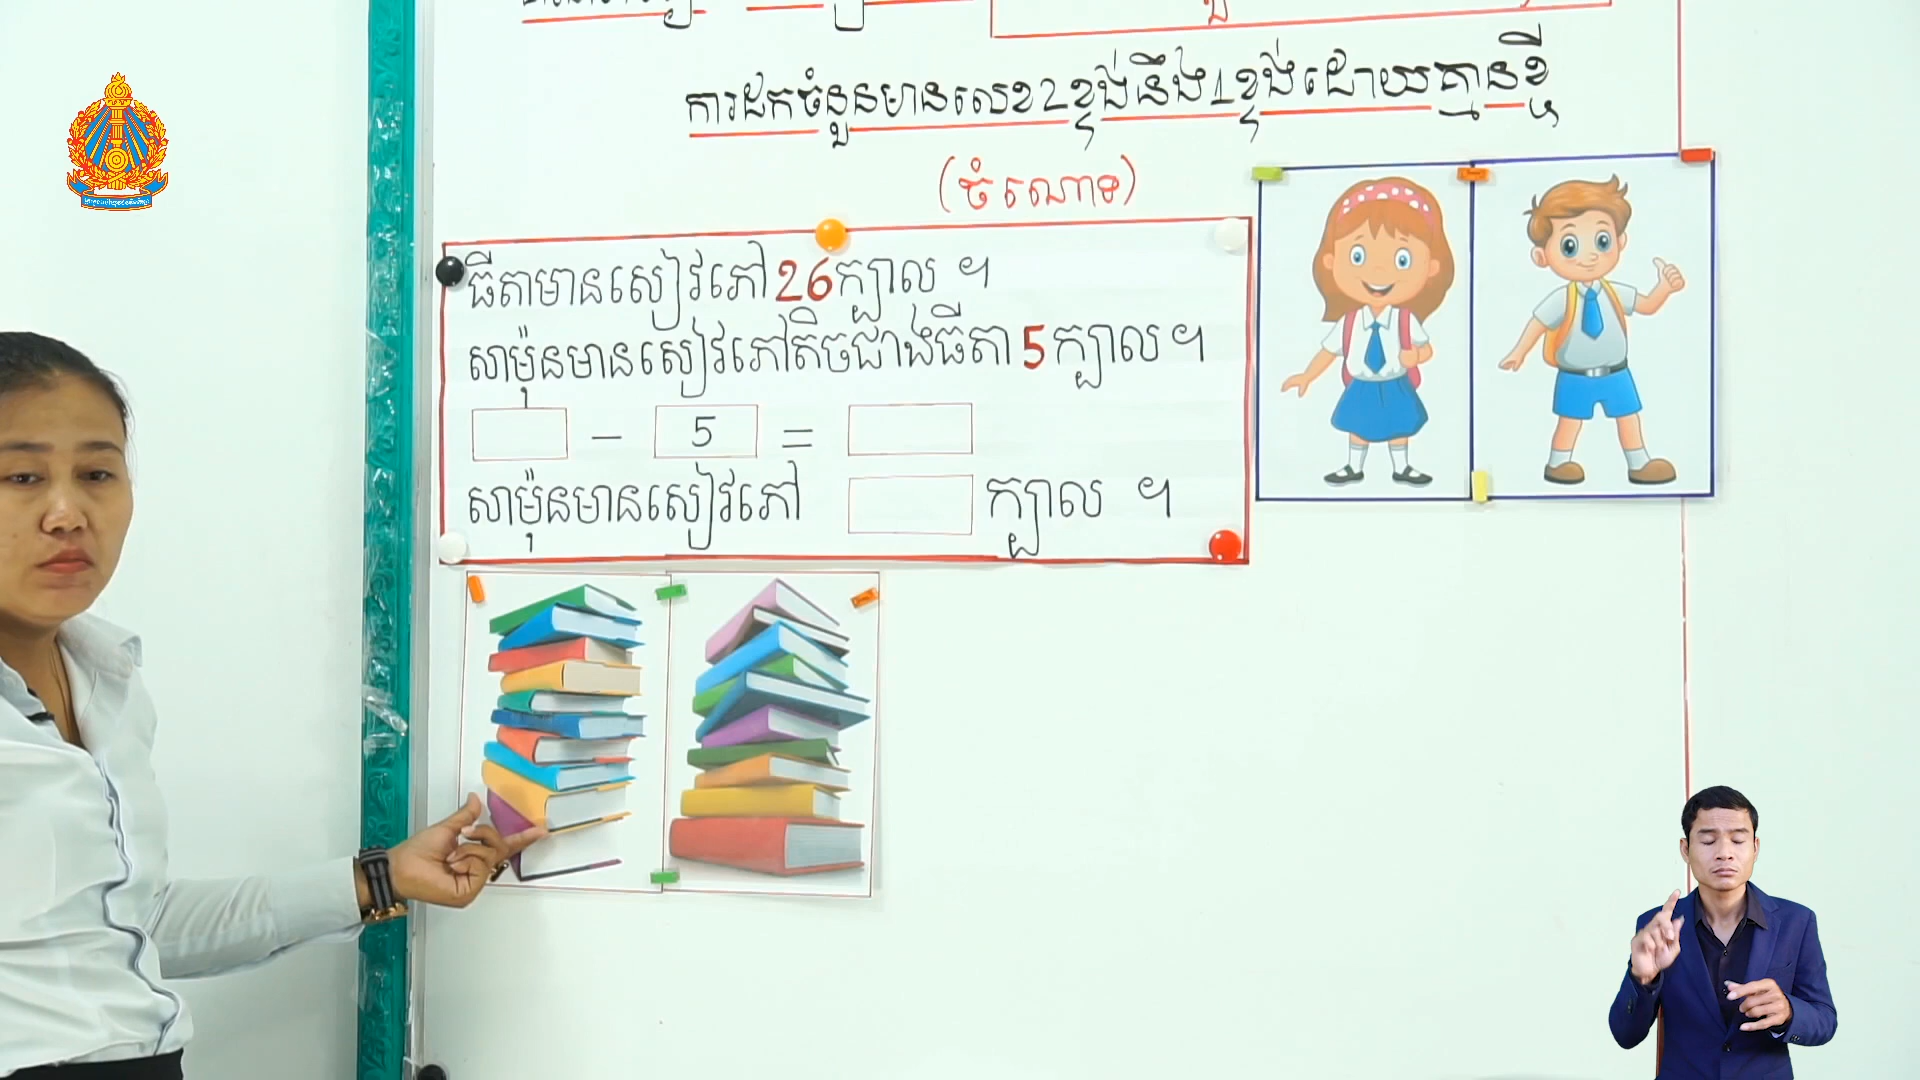 ការដកចំនួនមានលេខ2ខ្ទង់នឹង1ខ្ទង់ដោយគ្មានខ្ចី
(ចំណោទ)
ធីតាមានសៀវភៅ26ក្បាល ។
សាម៉ុនមានសៀវភៅតិចជាងធីតា5ក្បាល។
– 5 =
សាម៉ុនមានសៀវភៅ ក្បាល ។